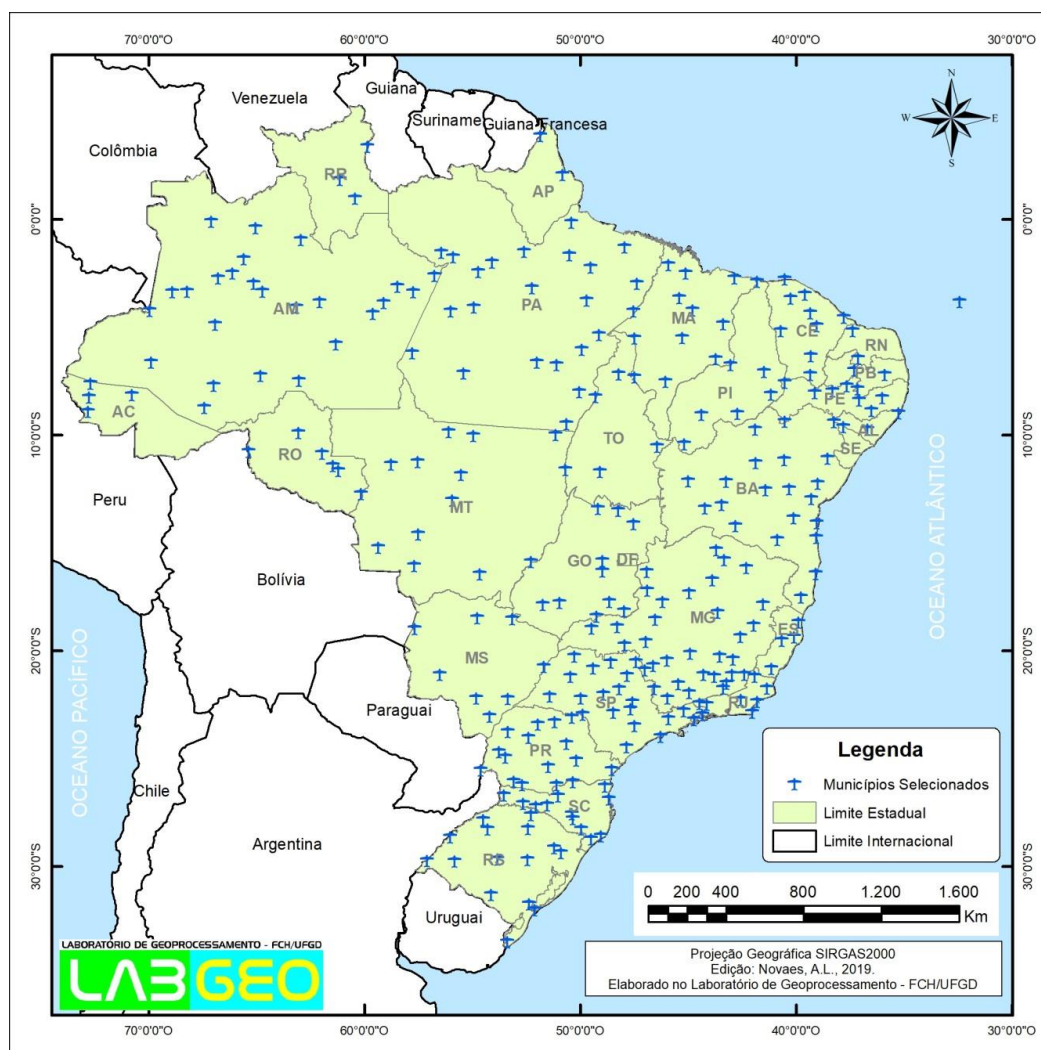 70°0'0"O 60°0'0"O 50°0'0"O 40°0'0"O 30°0'0"O
Venezuela
Guiana
Suriname
Guiana Francesa
Colômbia
N
W E
S
RR
AP
0°0'0" 0°0'0"
AM
PA
MA
CE
RN
PB
PE
AL
SE
PI
AC
TO
10°0'0"S 10°0'0"S
RO
BA
MT
Peru
Bolívia
GO
DF
MG
ES
OCEANO ATLÂNTICO
20°0'0"S 20°0'0"S
MS
SP
RJ
OCEANO PACÍFICO
Paraguai
PR
Chile
SC
Argentina
RS
30°0'0"S 30°0'0"S
Uruguai
Legenda
Municípios Selecionados
Limite Estadual
Limite Internacional
0 200 400 800 1.200 1.600
Km
LABORATÓRIO DE GEOPROCESSAMENTO - FCH/UFGD
LABGEO
Projeção Geográfica SIRGAS2000
Edição: Novaes, A.L., 2019.
Elaborado no Laboratório de Geoprocessamento - FCH/UFGD
70°0'0"O 60°0'0"O 50°0'0"O 40°0'0"O 30°0'0"O